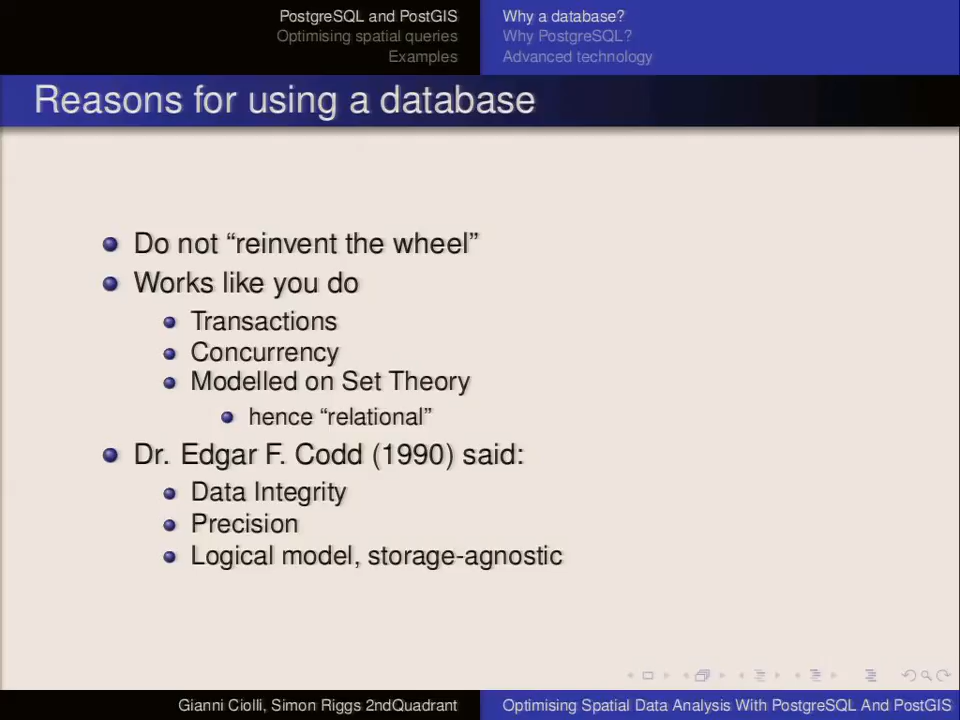 PostgreSQL and PostGIS
Optimising spatial queries
Examples
Why a database?
Why PostgreSQL?
Advanced technology
Reasons for using a database
Do not “reinvent the wheel”
Works like you do
Transactions
Concurrency
Modelled on Set Theory
hence “relational”
Dr. Edgar F. Codd (1990) said:
Data Integrity
Precision
Logical model, storage-agnostic
Gianni Ciolli, Simon Riggs 2ndQuadrant
Optimising Spatial Data Analysis With PostgreSQL And PostGIS